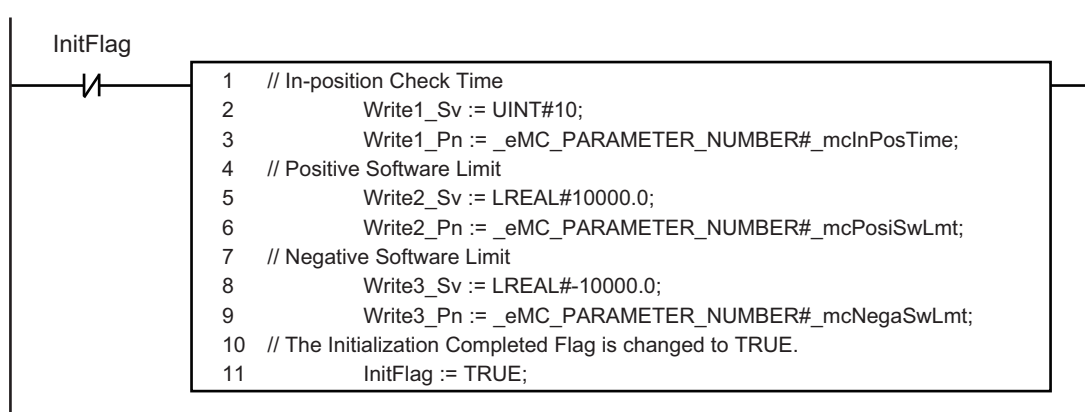 InitFlag
1 // In-position Check Time
2 Write1_Sv := UINT#10;
3 Write1_Pn := _eMC_PARAMETER_NUMBER#_mcInPosTime;
4 // Positive Software Limit
5 Write2_Sv := LREAL#10000.0;
6 Write2_Pn := _eMC_PARAMETER_NUMBER#_mcPosiSwLmt;
7 // Negative Software Limit
8 Write3_Sv := LREAL#-10000.0;
9 Write3_Pn := _eMC_PARAMETER_NUMBER#_mcNegaSwLmt;
10 // The Initialization Completed Flag is changed to TRUE.
11 InitFlag := TRUE;